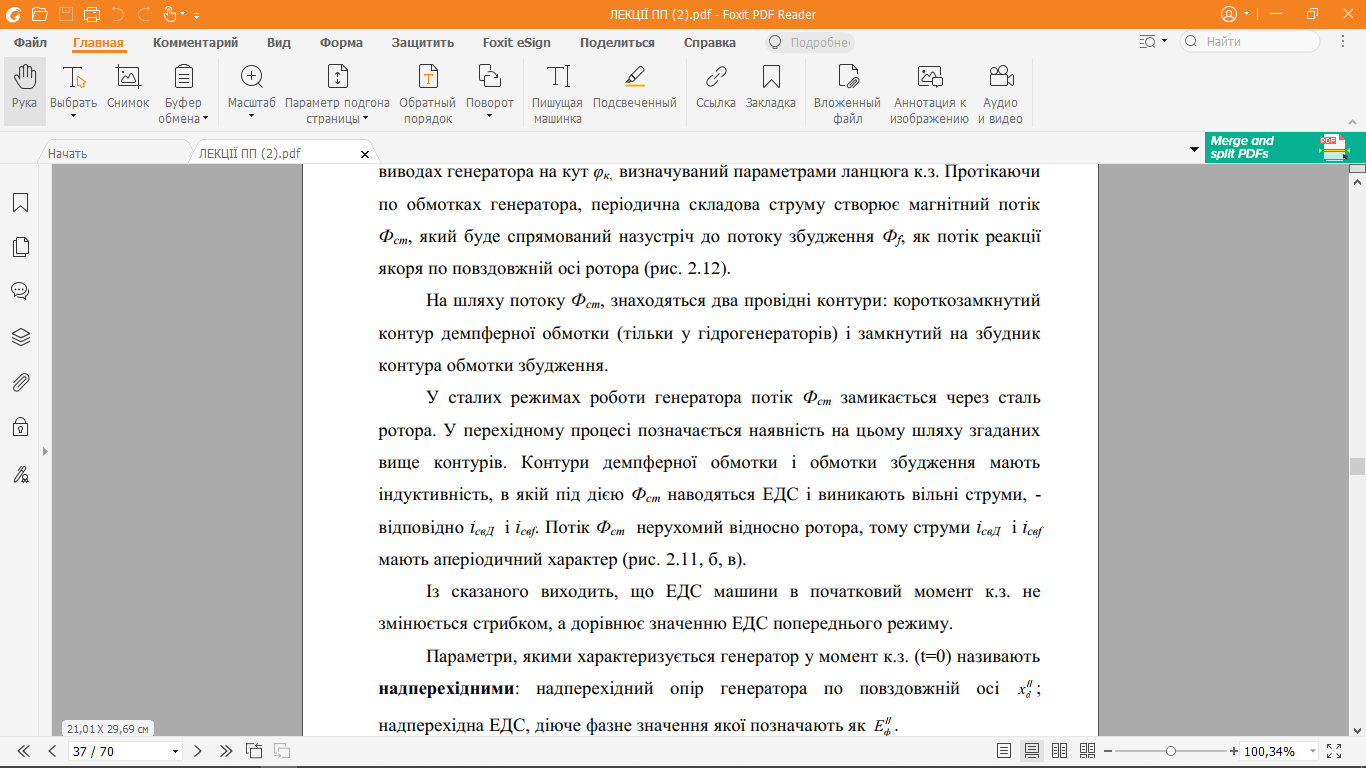 ЛЕКЦІЇ ПП (2).pdf - Foxit PDF Reader
Файл Главная Комментарий Вид Форма Защитить Foxit eSign Поделиться Справка Подробнес Найти
Рука Выбрать Снимок Буфер обмена Масштаб Параметр подгона страницы Обратный порядок Поворот Пишущая машинка Подсвеченный Ссылка Закладка Вложенный файл Аннотация к изображению Аудио и видео
Начать ЛЕКЦІЇ ПП (2).pdf
Merge and
split PDFs
PDF
виводах генератора на кут φк, визначуваний параметрами ланцюга к.з. Протікаючи
по обмотках генератора, періодична складова струму створює магнітний потік
Фст, який буде спрямований назустріч до потоку збудження Фf, як потік реакції
якоря по повздовжній осі ротора (рис. 2.12).
На шляху потоку Фст, знаходяться два провідні контури: короткозамкнутий
контур демпферної обмотки (тільки у гідрогенераторів) і замкнутий на збудник
контура обмотки збудження.
У сталих режимах роботи генератора потік Фст замикається через сталь
ротора. У перехідному процесі позначається наявність на цьому шляху згаданих
вище контурів. Контури демпферної обмотки і обмотки збудження мають
індуктивність, в якій під дією Фст наводяться ЕДС і виникають вільні струми, -
відповідно iсвД і iсвf. Потік Фст нерухомий відносно ротора, тому струми iсвД і iсвf
мають аперіодичний характер (рис. 2.11, б, в).
Із сказаного виходить, що ЕДС машини в початковий момент к.з. не
змінюється стрибком, а дорівнює значенню ЕДС попереднього режиму.
Параметри, якими характеризується генератор у момент к.з. (t=0) називають
надперехідними: надперехідний опір генератора по повздовжній осі x″d;
надперехідна ЕДС, діюче фазне значення якої позначають як E″ф.
21,01 X 29,69 см
37 / 70
100,34%